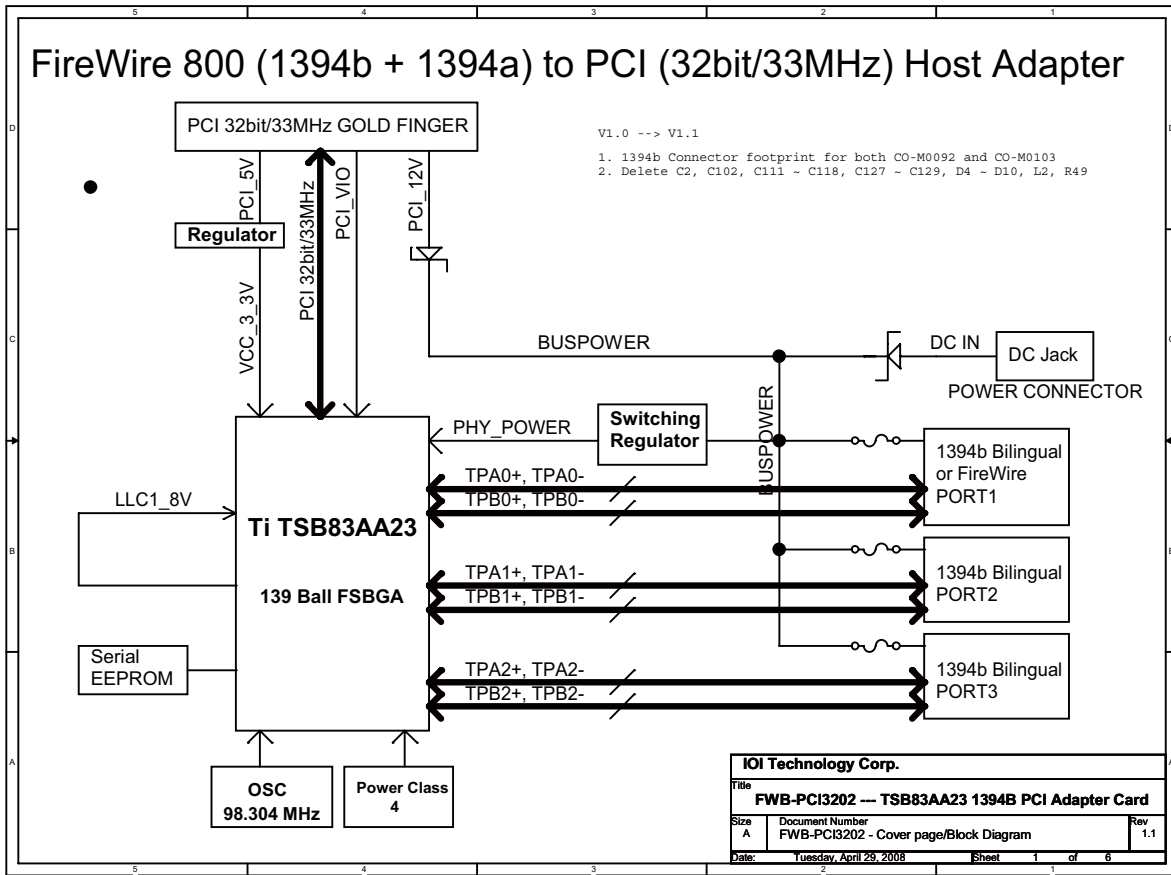 5 4 3 2 1
FireWire 800 (1394b + 1394a) to PCI (32bit/33MHz) Host Adapter
D D
PCI 32bit/33MHz GOLD FINGER
V1.0 --> V1.1
1. 1394b Connector footprint for both CO-M0092 and CO-M0103
2. Delete C2, C102, C111 ~ C118, C127 ~ C129, D4 ~ D10, L2, R49
PCI_5V
PCI 32bit/33MHz
PCI_VIO
PCI_12V
Regulator
VCC_3_3V
C C
BUSPOWER
DC IN
DC Jack
POWER CONNECTOR
BUSPOWER
PHY_POWER
Switching
Regulator
1394b Bilingual
or FireWire
PORT1
TPA0+, TPA0-
TPB0+, TPB0-
LLC1_8V
Ti TSB83AA23
139 Ball FSBGA
B B
TPA1+, TPA1-
TPB1+, TPB1-
1394b Bilingual
PORT2
Serial
EEPROM
TPA2+, TPA2-
TPB2+, TPB2-
1394b Bilingual
PORT3
A A
OSC
98.304 MHz
Power Class
4
IOI Technology Corp.
Title
FWB-PCI3202 --- TSB83AA23 1394B PCI Adapter Card
Size Document Number Rev
A FWB-PCI3202 - Cover page/Block Diagram 1.1
Date: Tuesday, April 29, 2008 Sheet 1 of 6
5 4 3 2 1